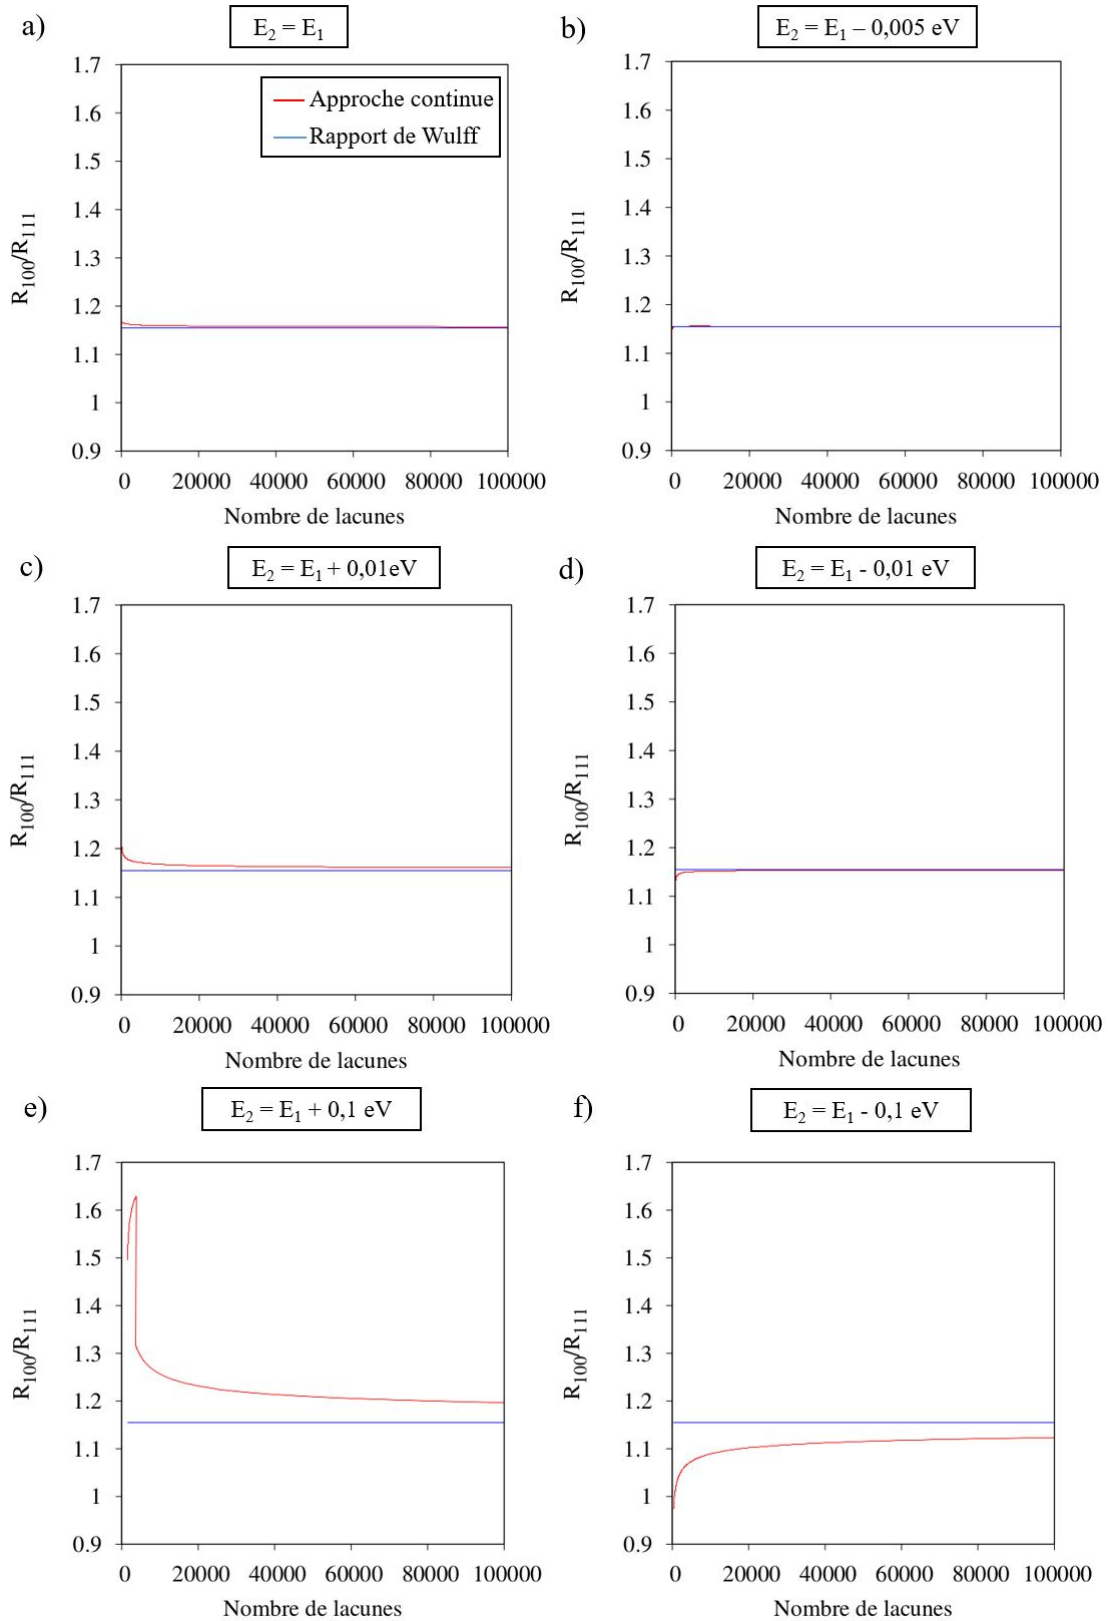 a)
E2 = E1
1.7
1.6
1.5
1.4
1.3
1.2
1.1
1
0.9
R100/R111
Approche continue
Rapport de Wulff
0 20000 40000 60000 80000 100000
Nombre de lacunes
b)
E2 = E1 – 0,005 eV
1.7
1.6
1.5
1.4
1.3
1.2
1.1
1
0.9
R100/R111
0 20000 40000 60000 80000 100000
Nombre de lacunes
c)
E2 = E1 + 0,01eV
1.7
1.6
1.5
1.4
1.3
1.2
1.1
1
0.9
R100/R111
0 20000 40000 60000 80000 100000
Nombre de lacunes
d)
E2 = E1 - 0,01 eV
1.7
1.6
1.5
1.4
1.3
1.2
1.1
1
0.9
R100/R111
0 20000 40000 60000 80000 100000
Nombre de lacunes
e)
E2 = E1 + 0,1 eV
1.7
1.6
1.5
1.4
1.3
1.2
1.1
1
0.9
R100/R111
0 20000 40000 60000 80000 100000
Nombre de lacunes
f)
E2 = E1 - 0,1 eV
1.7
1.6
1.5
1.4
1.3
1.2
1.1
1
0.9
R100/R111
0 20000 40000 60000 80000 100000
Nombre de lacunes